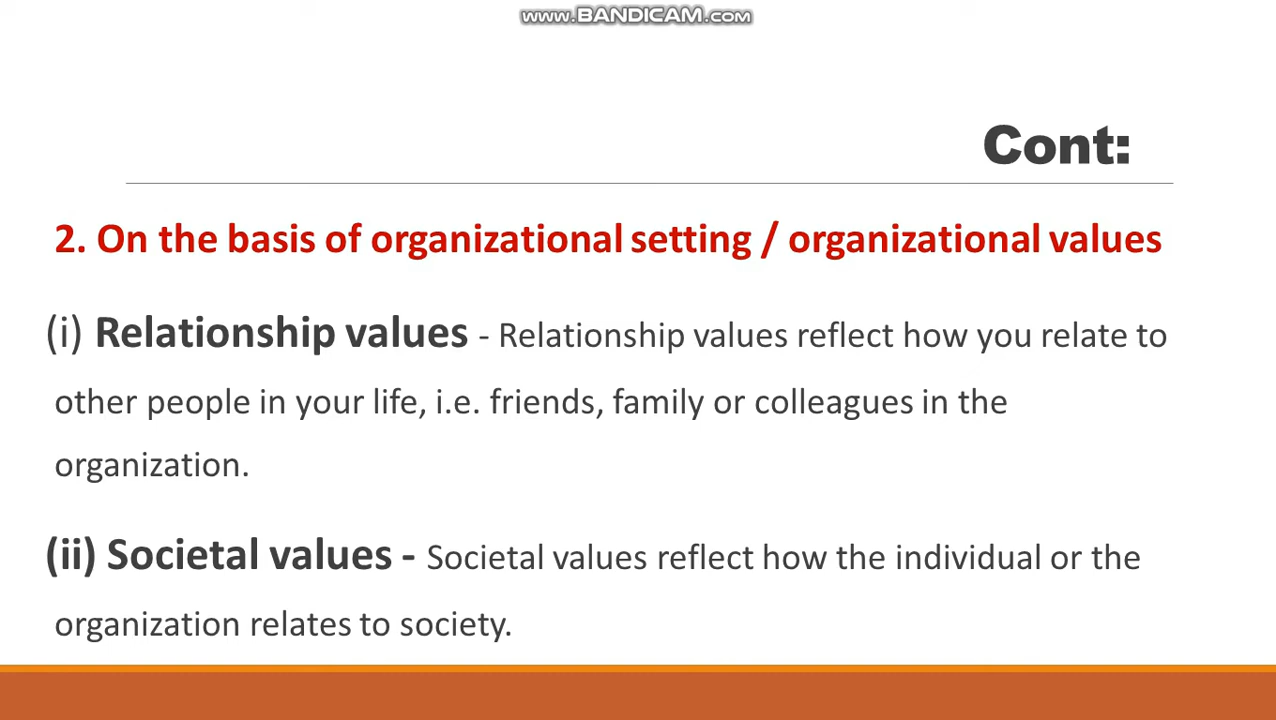 www.BANDICAM.com
Cont:
2. On the basis of organizational setting / organizational values
(i) Relationship values - Relationship values reflect how you relate to
other people in your life, i.e. friends, family or colleagues in the
organization.
(ii) Societal values - Societal values reflect how the individual or the
organization relates to society.